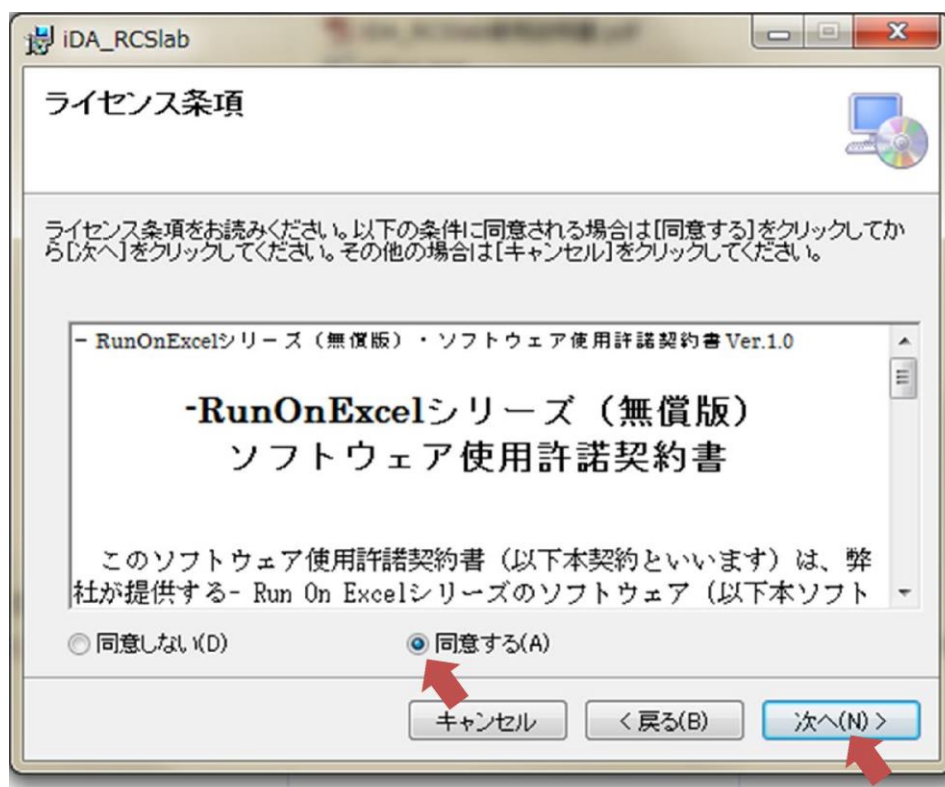 iDA_RCSlab
ライセンス条項
ライセンス条項をお読みください。以下の条件に同意される場合は[同意する]をクリックしてか
ら[次へ]をクリックしてください。その他の場合は[キャンセル]をクリックしてください。
- RunOnExcelシリーズ（無償版）・ソフトウェア使用許諾契約書 Ver.1.0
-RunOnExcelシリーズ（無償版）
ソフトウェア使用許諾契約書
このソフトウェア使用許諾契約書（以下本契約といいます）は、弊
社が提供する- Run On Excelシリーズのソフトウェア（以下本ソフト
同意しない(D)
同意する(A)
キャンセル
< 戻る(B)
次へ(N) >